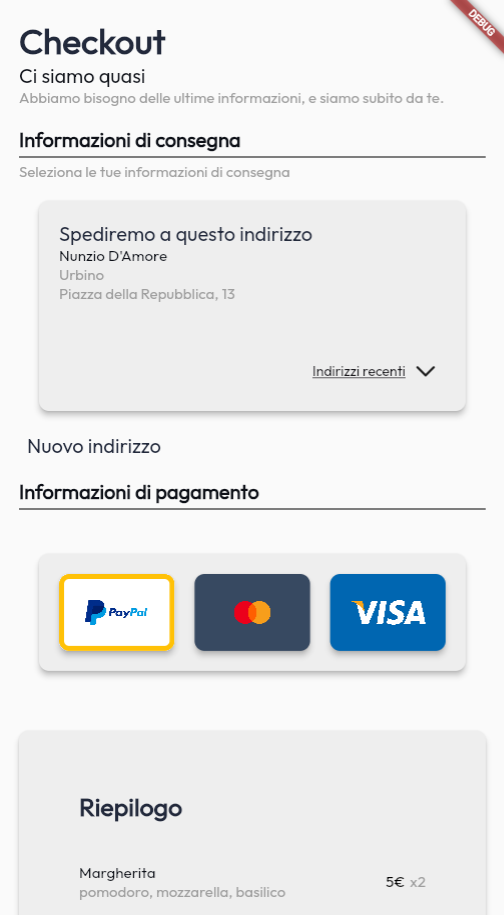 DEBUG
Checkout
Ci siamo quasi
Abbiamo bisogno delle ultime informazioni, e siamo subito da te.
Informazioni di consegna
Seleziona le tue informazioni di consegna
Spediremo a questo indirizzo
Nunzio D'Amore
Urbino
Piazza della Repubblica, 13
Indirizzi recenti
Nuovo indirizzo
Informazioni di pagamento
PayPal
VISA
Riepilogo
Margherita
5€ x2
pomodoro, mozzarella, basilico